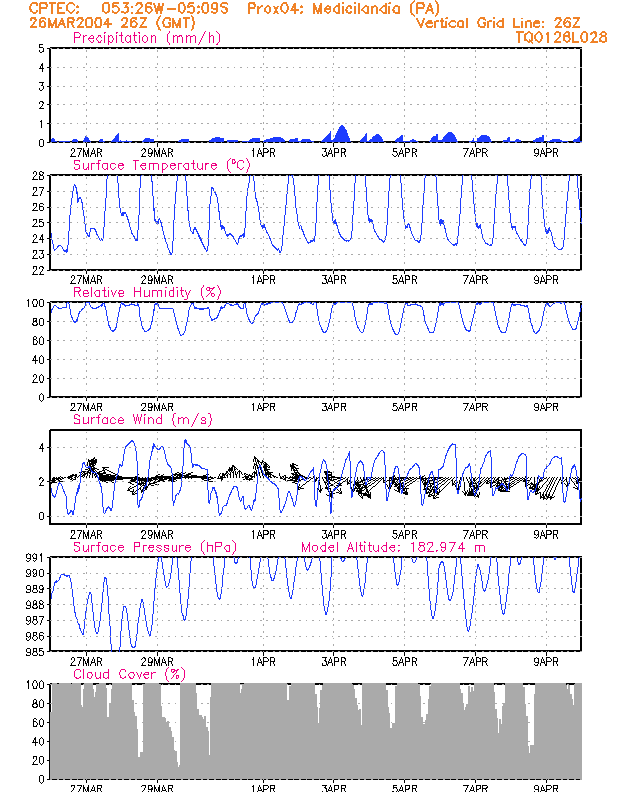 CPTEC: 053:26W-05:09S Prox04: Medicilandia (PA)
26MAR2004 26Z (GMT) Vertical Grid Line: 26Z
Precipitation (mm/h) TQ0126L028
5
4
3
2
1
0
27MAR 29MAR 1APR 3APR 5APR 7APR 9APR
Surface Temperature (°C)
28
27
26
25
24
23
22
27MAR 29MAR 1APR 3APR 5APR 7APR 9APR
Relative Humidity (%)
100
80
60
40
20
0
27MAR 29MAR 1APR 3APR 5APR 7APR 9APR
Surface Wind (m/s)
4
2
0
27MAR 29MAR 1APR 3APR 5APR 7APR 9APR
Surface Pressure (hPa) Model Altitude: 182.974 m
991
990
989
988
987
986
985
27MAR 29MAR 1APR 3APR 5APR 7APR 9APR
Cloud Cover (%)
100
80
60
40
20
0
27MAR 29MAR 1APR 3APR 5APR 7APR 9APR